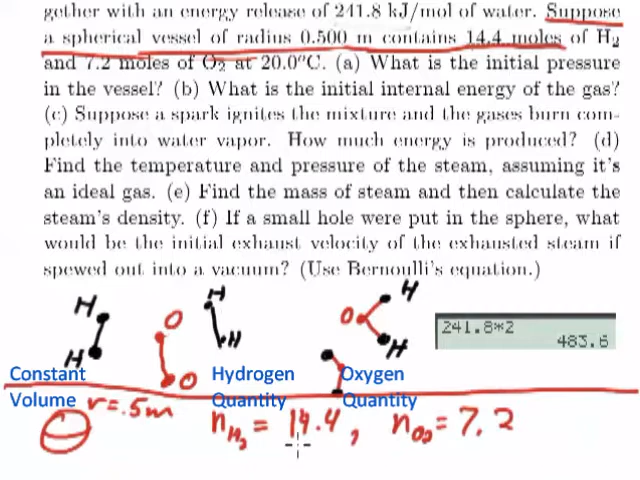 gether with an energy release of 241.8 kJ/mol of water. Suppose
a spherical vessel of radius 0.500 m contains 14.4 moles of H₂
and 7.2 moles of O₂ at 20.0°C. (a) What is the initial pressure
in the vessel? (b) What is the initial internal energy of the gas?
(c) Suppose a spark ignites the mixture and the gases burn com-
pletely into water vapor. How much energy is produced? (d)
Find the temperature and pressure of the steam, assuming it's
an ideal gas. (e) Find the mass of steam and then calculate the
steam's density. (f) If a small hole were put in the sphere, what
would be the initial exhaust velocity of the exhausted steam if
spewed out into a vacuum? (Use Bernoulli's equation.)
H
H
O
O
H
H
O
H
H
241.8*2
483.6
Constant
Volume
Hydrogen
Quantity
Oxygen
Quantity
r=.5m
n_H₂ = 14.4, n_O₂ = 7.2